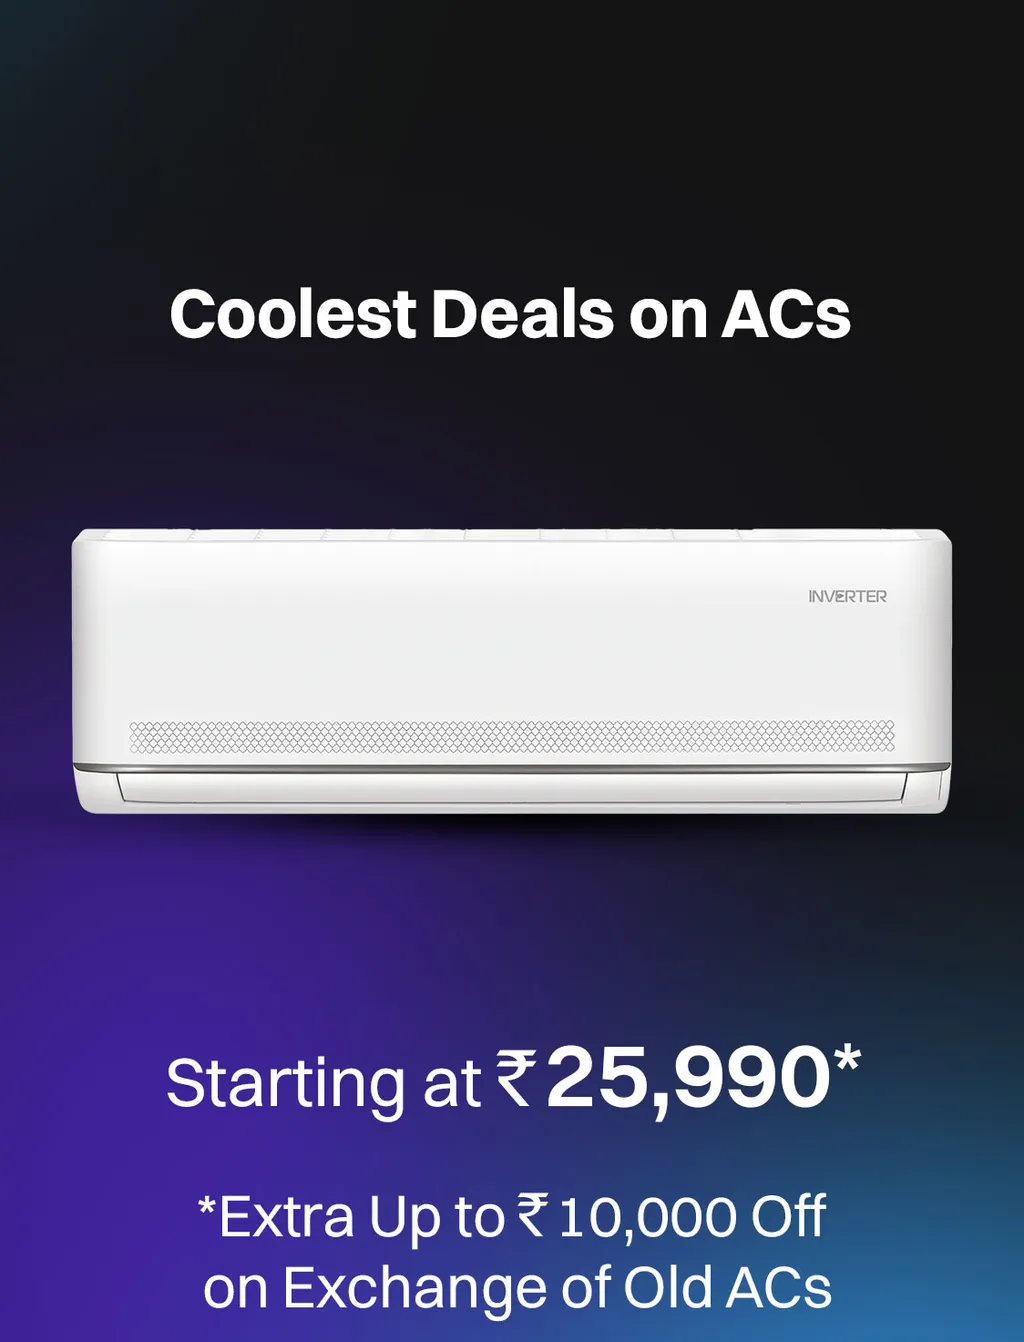 Coolest Deals on ACs
INVERTER
Starting at ₹25,990*
*Extra Up to ₹10,000 Off
on Exchange of Old ACs